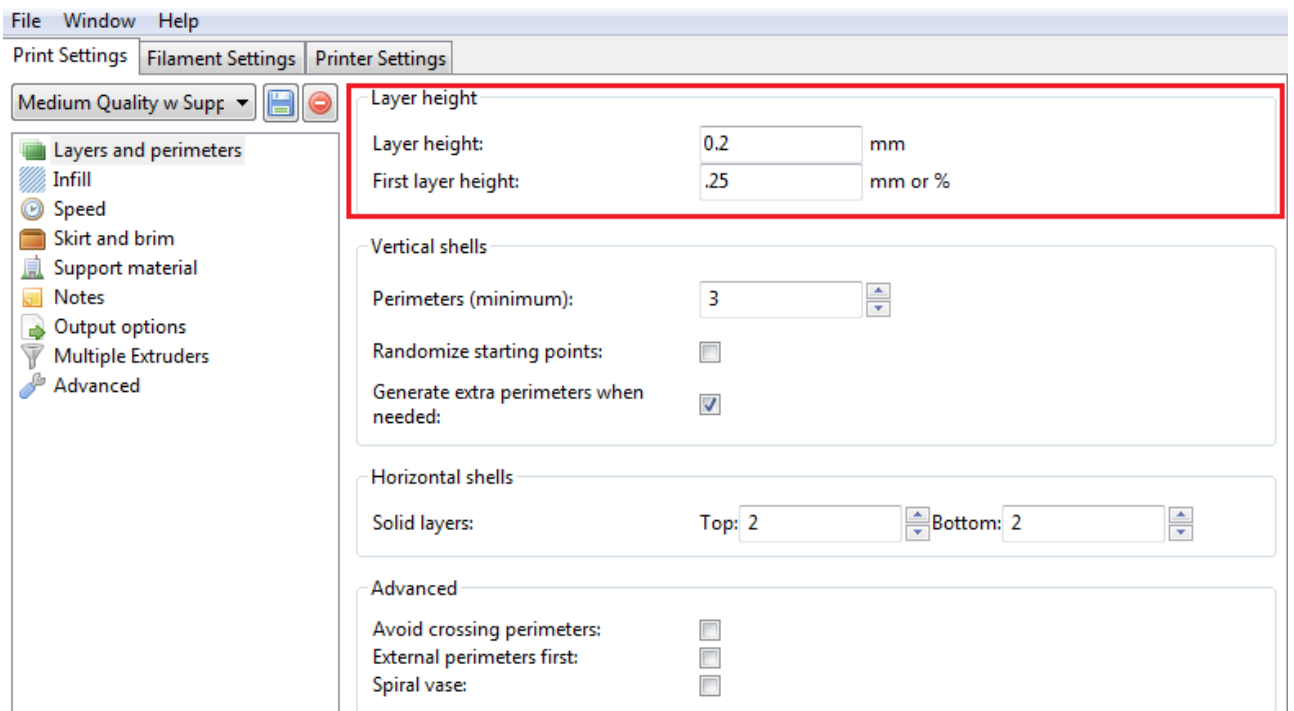 File Window Help
Print Settings Filament Settings Printer Settings
Medium Quality w Supp
Layers and perimeters
Infill
Speed
Skirt and brim
Support material
Notes
Output options
Multiple Extruders
Advanced
Layer height
Layer height: 0.2 mm
First layer height: .25 mm or %
Vertical shells
Perimeters (minimum): 3
Randomize starting points:
Generate extra perimeters when
needed:
Horizontal shells
Solid layers: Top: 2 Bottom: 2
Advanced
Avoid crossing perimeters:
External perimeters first:
Spiral vase: